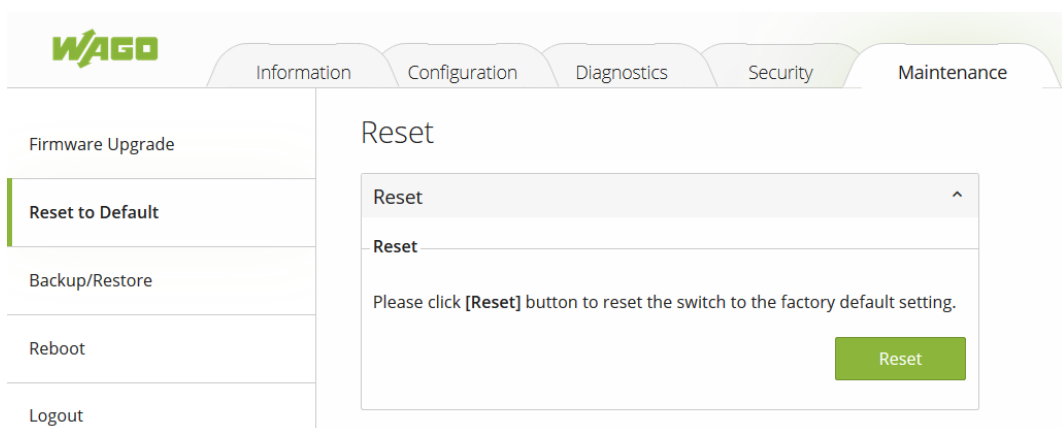 WAGO
Information Configuration Diagnostics Security Maintenance
Firmware Upgrade
Reset to Default
Backup/Restore
Reboot
Logout
Reset
Reset
Reset
Please click [Reset] button to reset the switch to the factory default setting.
Reset